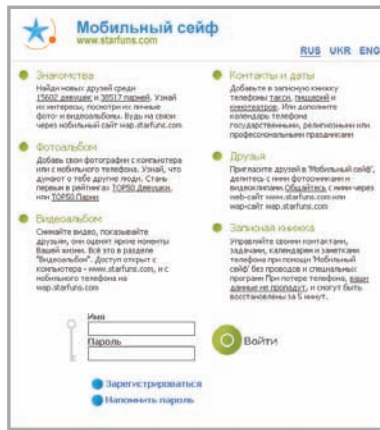 Мобильный сейф
www.starfuns.com
RUS UKR ENG
Знакомства
Найди новых друзей среди
15602 девушек и 38517 парней. Узнай
их интересы, посмотри их личные
фото- и видеоальбомы. Будь на связи
через мобильный сайт wap.starfuns.com
Фотоальбом
Добавь свои фотографии с компьютера
или с мобильного телефона. Узнай, что
думают о тебе другие люди. Стань
первым в рейтингах TOP50 Девушки,
или TOP50 Парни
Видеоальбом
Снимайте видео, показывайте
друзьям, они оценят яркие моменты
Вашей жизни. Всё это в разделе
"Видеоальбом". Доступ открыт с
компьютера - www.starfuns.com, и с
мобильного телефона на
wap.starfuns.com
Контакты и даты
Добавьте в записную книжку
телефоны такси, пиццерий и
кинотеатров. Или дополните
календарь телефона
государственными, религиозными или
профессиональными праздниками
Друзья
Пригласите друзей в 'Мобильный сейф',
делитесь с ними фотоснимками и
видеоклипами. Общайтесь с ними через
web-сайт www.starfuns.com или
wap-сайт wap.starfuns.com
Записная книжка
Управляйте своими контактами,
задачами, календарем и заметками
телефона при помощи 'Мобильный
сейф' без проводов и специальных
программ При потере телефона, ваши
данные не пропадут, и смогут быть
восстановлены за 5 минут.
Имя
Пароль
Войти
Зарегистрироваться
Напомнить пароль